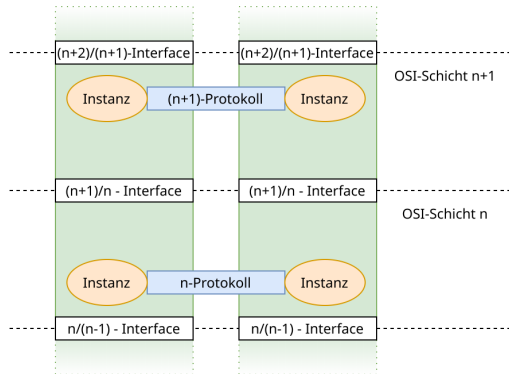 (n+2)/(n+1)-Interface (n+2)/(n+1)-Interface
OSI-Schicht n+1
Instanz (n+1)-Protokoll Instanz
(n+1)/n - Interface (n+1)/n - Interface
OSI-Schicht n
Instanz n-Protokoll Instanz
n/(n-1) - Interface n/(n-1) - Interface